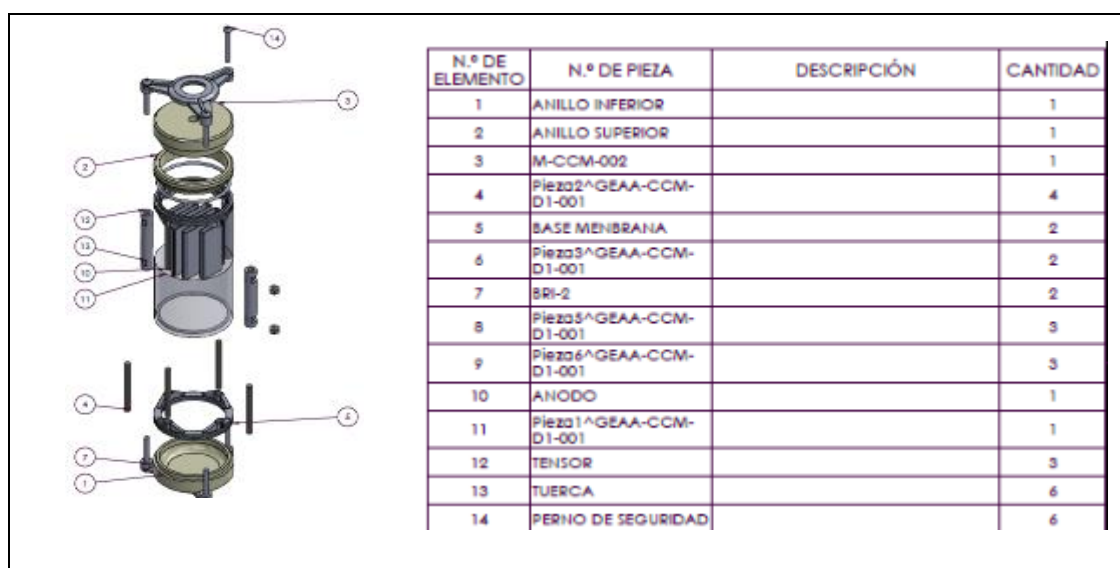 14
3
2
12
13
10
11
4
5
7
1
N.º DE ELEMENTO N.º DE PIEZA DESCRIPCIÓN CANTIDAD
1 ANILLO INFERIOR 1
2 ANILLO SUPERIOR 1
3 M-CCM-002 1
4 Pieza2^GEAA-CCM-D1-001 4
5 BASE MENBRANA 2
6 Pieza3^GEAA-CCM-D1-001 2
7 BRI-2 2
8 Pieza5^GEAA-CCM-D1-001 3
9 Pieza6^GEAA-CCM-D1-001 3
10 ANODO 1
11 Pieza1^GEAA-CCM-D1-001 1
12 TENSOR 3
13 TUERCA 6
14 PERNO DE SEGURIDAD 6